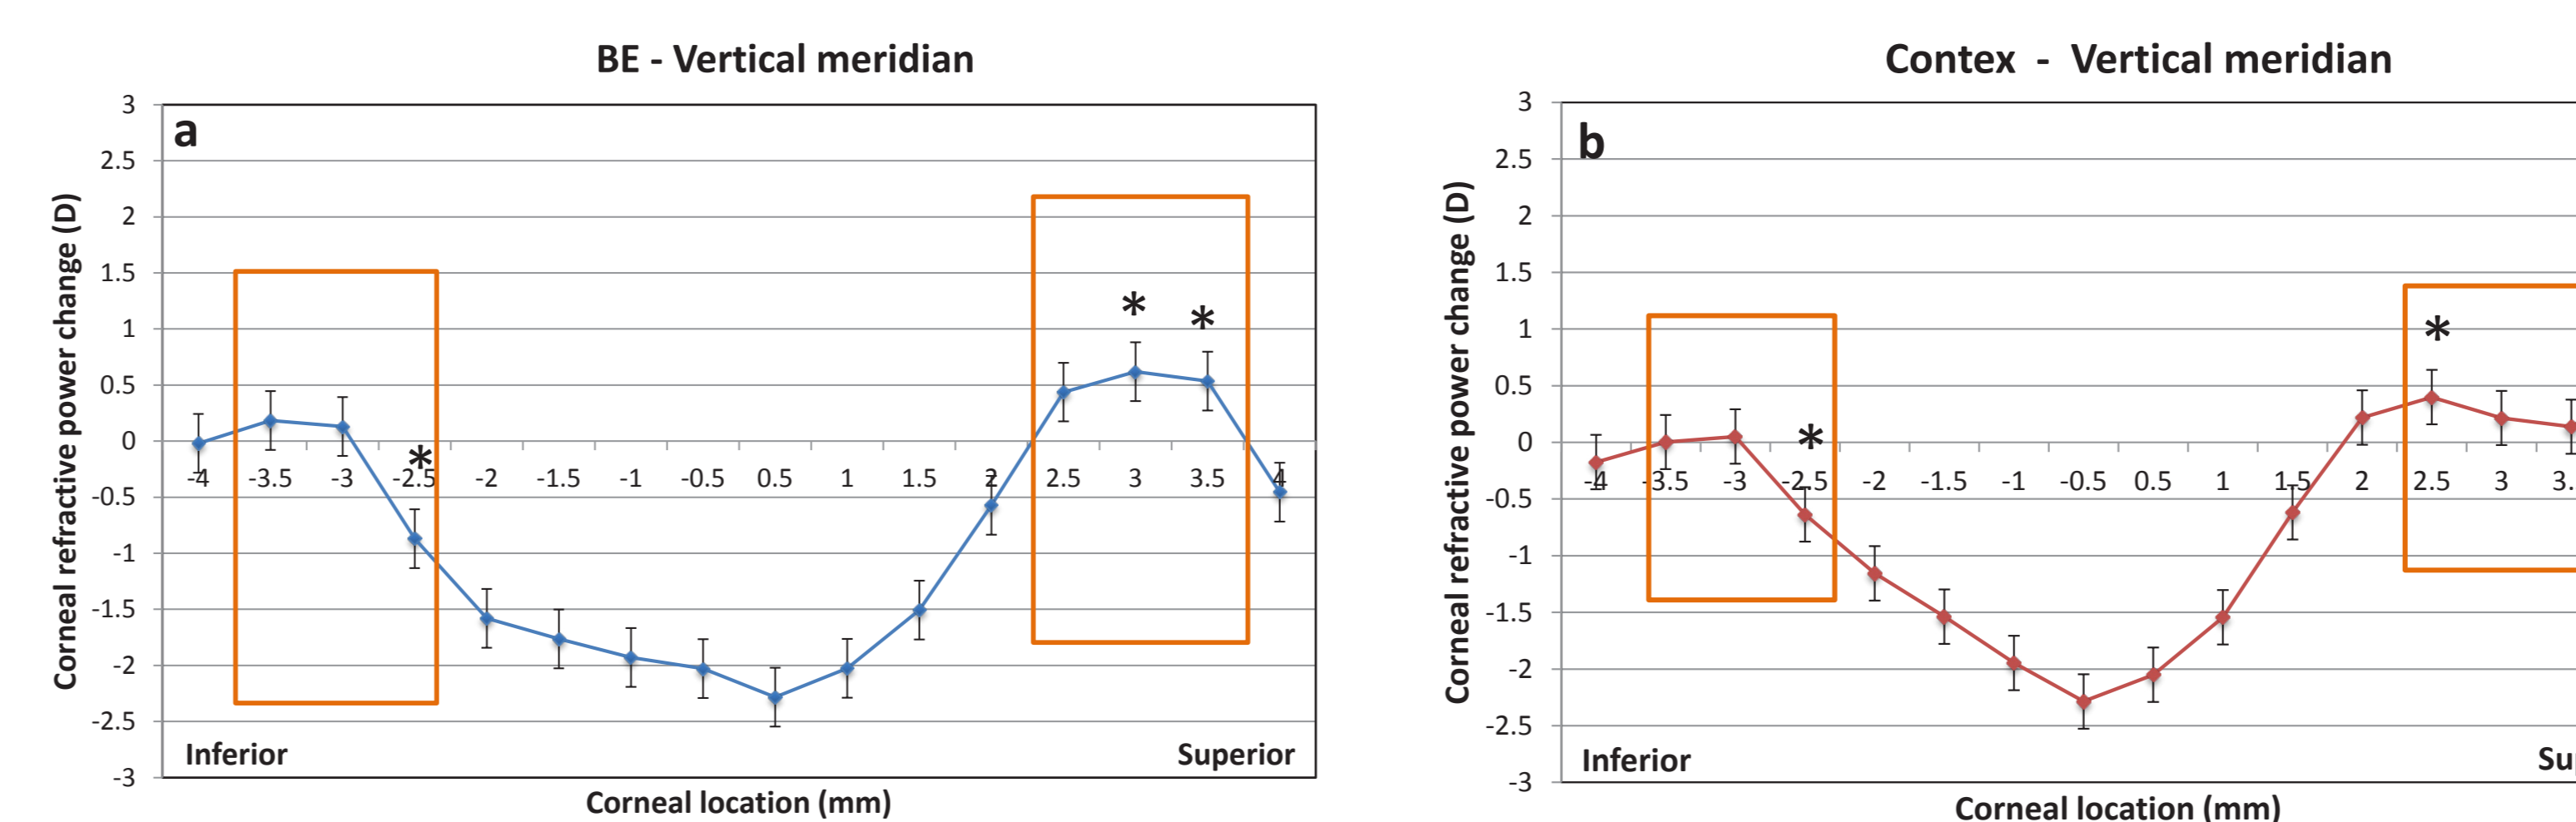 BE - Vertical meridian
a
3
2.5
2
1.5
1
0.5
0
-0.5
-1
-1.5
-2
-2.5
-3
Corneal refractive power change (D)
* * *
-4 -3.5 -3 -2.5 -2 -1.5 -1 -0.5 0.5 1 1.5 2 2.5 3 3.5 4
Inferior Superior
Corneal location (mm)
Contex - Vertical meridian
b
3
2.5
2
1.5
1
0.5
0
-0.5
-1
-1.5
-2
-2.5
-3
Corneal refractive power change (D)
* *
-4 -3.5 -3 -2.5 -2 -1.5 -1 -0.5 0.5 1 1.5 2 2.5 3 3.
Inferior Su
Corneal location (mm)